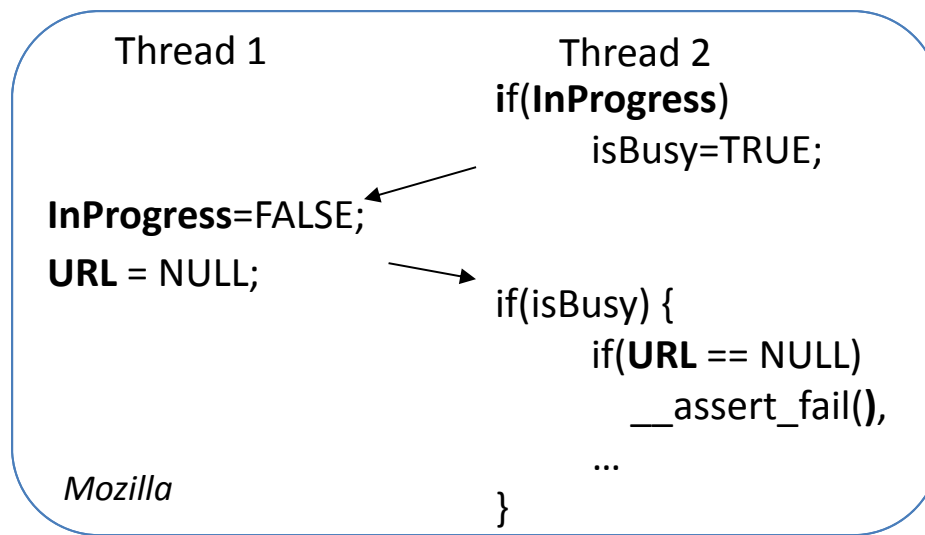 Thread 1
Thread 2
if(InProgress)
isBusy=TRUE;
InProgress=FALSE;
URL = NULL;
if(isBusy) {
if(URL == NULL)
__assert_fail(),
…
}
Mozilla